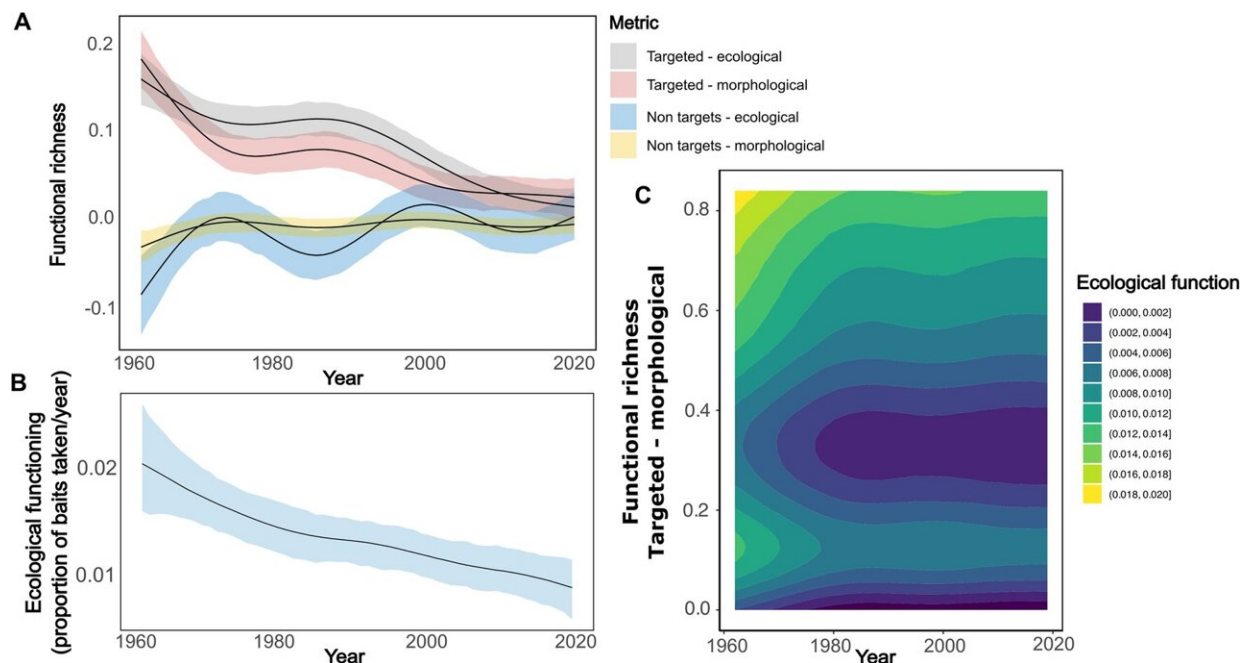 A
0.2
0.1
0.0
-0.1
Functional richness
1960
1980
2000
2020
Year
Metric
Targeted - ecological
Targeted - morphological
Non targets - ecological
Non targets - morphological
B
0.02
0.01
Ecological functioning
(proportion of baits taken/year)
1960
1980
2000
2020
Year
C
0.8
0.6
0.4
0.2
0.0
Functional richness
Targeted - morphological
1960
1980
2000
2020
Year
Ecological function
(0.000, 0.002]
(0.002, 0.004]
(0.004, 0.006]
(0.006, 0.008]
(0.008, 0.010]
(0.010, 0.012]
(0.012, 0.014]
(0.014, 0.016]
(0.016, 0.018]
(0.018, 0.020]